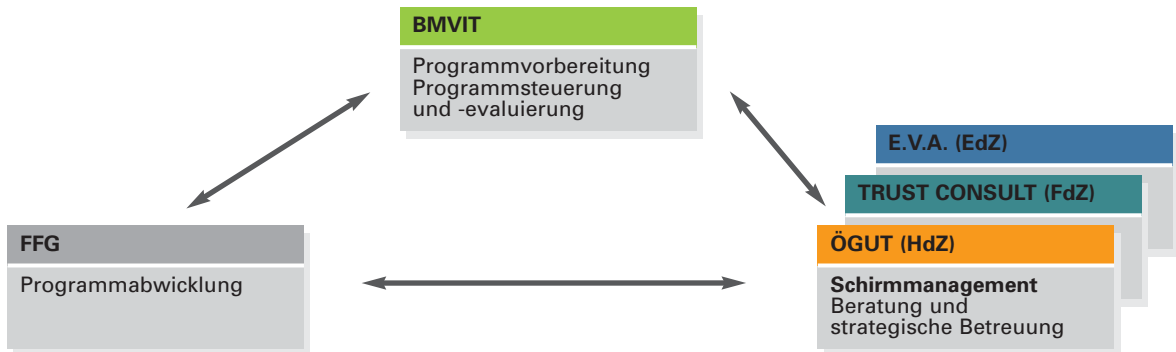 BMVIT
Programmvorbereitung
Programmsteuerung
und -evaluierung
E.V.A. (EdZ)
TRUST CONSULT (FdZ)
FFG
Programmabwicklung
ÖGUT (HdZ)
Schirmmanagement
Beratung und
strategische Betreuung